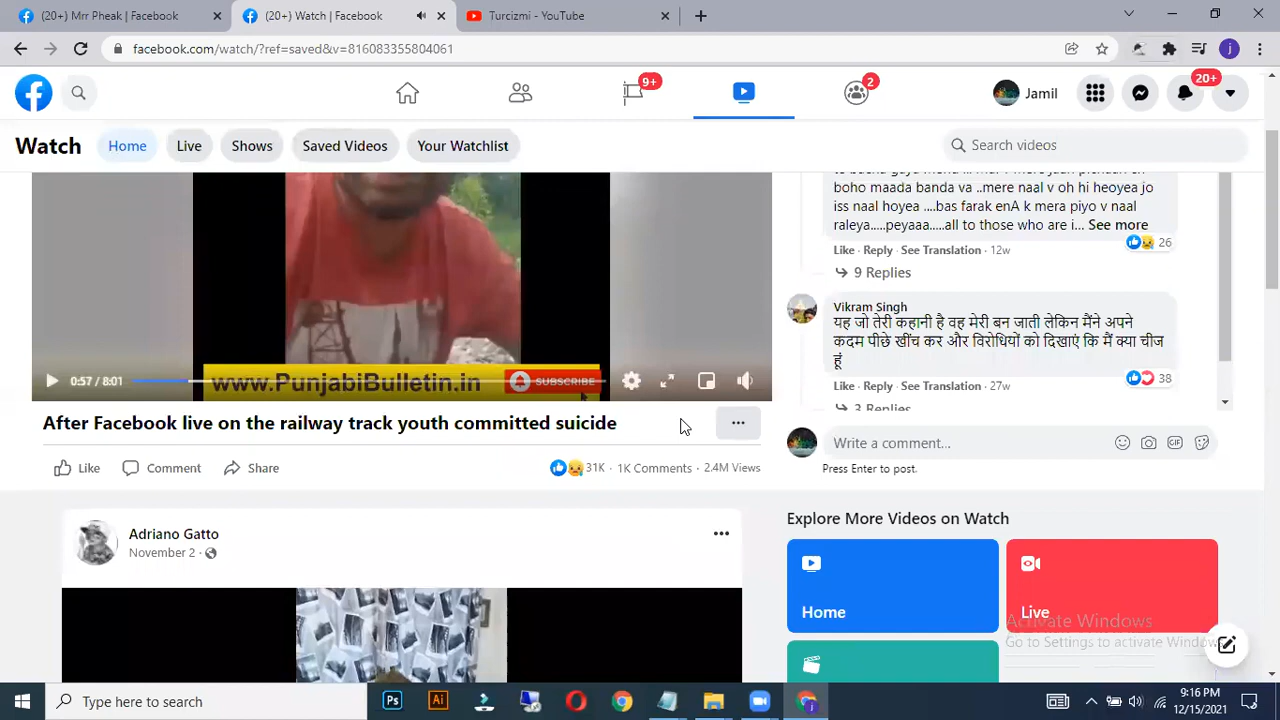 (20+) Mrr Pheak | Facebook
(20+) Watch | Facebook
Turcizmi - YouTube
facebook.com/watch/?ref=saved&v=816083355804061
9+
2
Jamil
20+
Watch
Home
Live
Shows
Saved Videos
Your Watchlist
Search videos
0:57 / 8:01
www.PunjabiBulletin.in
SUBSCRIBE
After Facebook live on the railway track youth committed suicide
Like
Comment
Share
31K · 1K Comments · 2.4M Views
boho maada banda va ..mere naal v oh hi heoyea jo
iss naal hoyea ....bas farak enA k mera piyo v naal
raleya.....peyaaa.....all to those who are i... See more
Like · Reply · See Translation · 12w
26
9 Replies
Vikram Singh
यह जो तेरी कहानी है वह मेरी बन जाती लेकिन मैंने अपने
कदम पीछे खींच कर और विरोधियों को दिखाएं कि मैं क्या चीज
हूं
Like · Reply · See Translation · 27w
38
3 Replies
Write a comment...
GIF
Press Enter to post.
Adriano Gatto
November 2
Explore More Videos on Watch
Home
Live
Activate Windows
Go to Settings to activate Windows
Type here to search
Ps
Ai
9:16 PM
12/15/2021